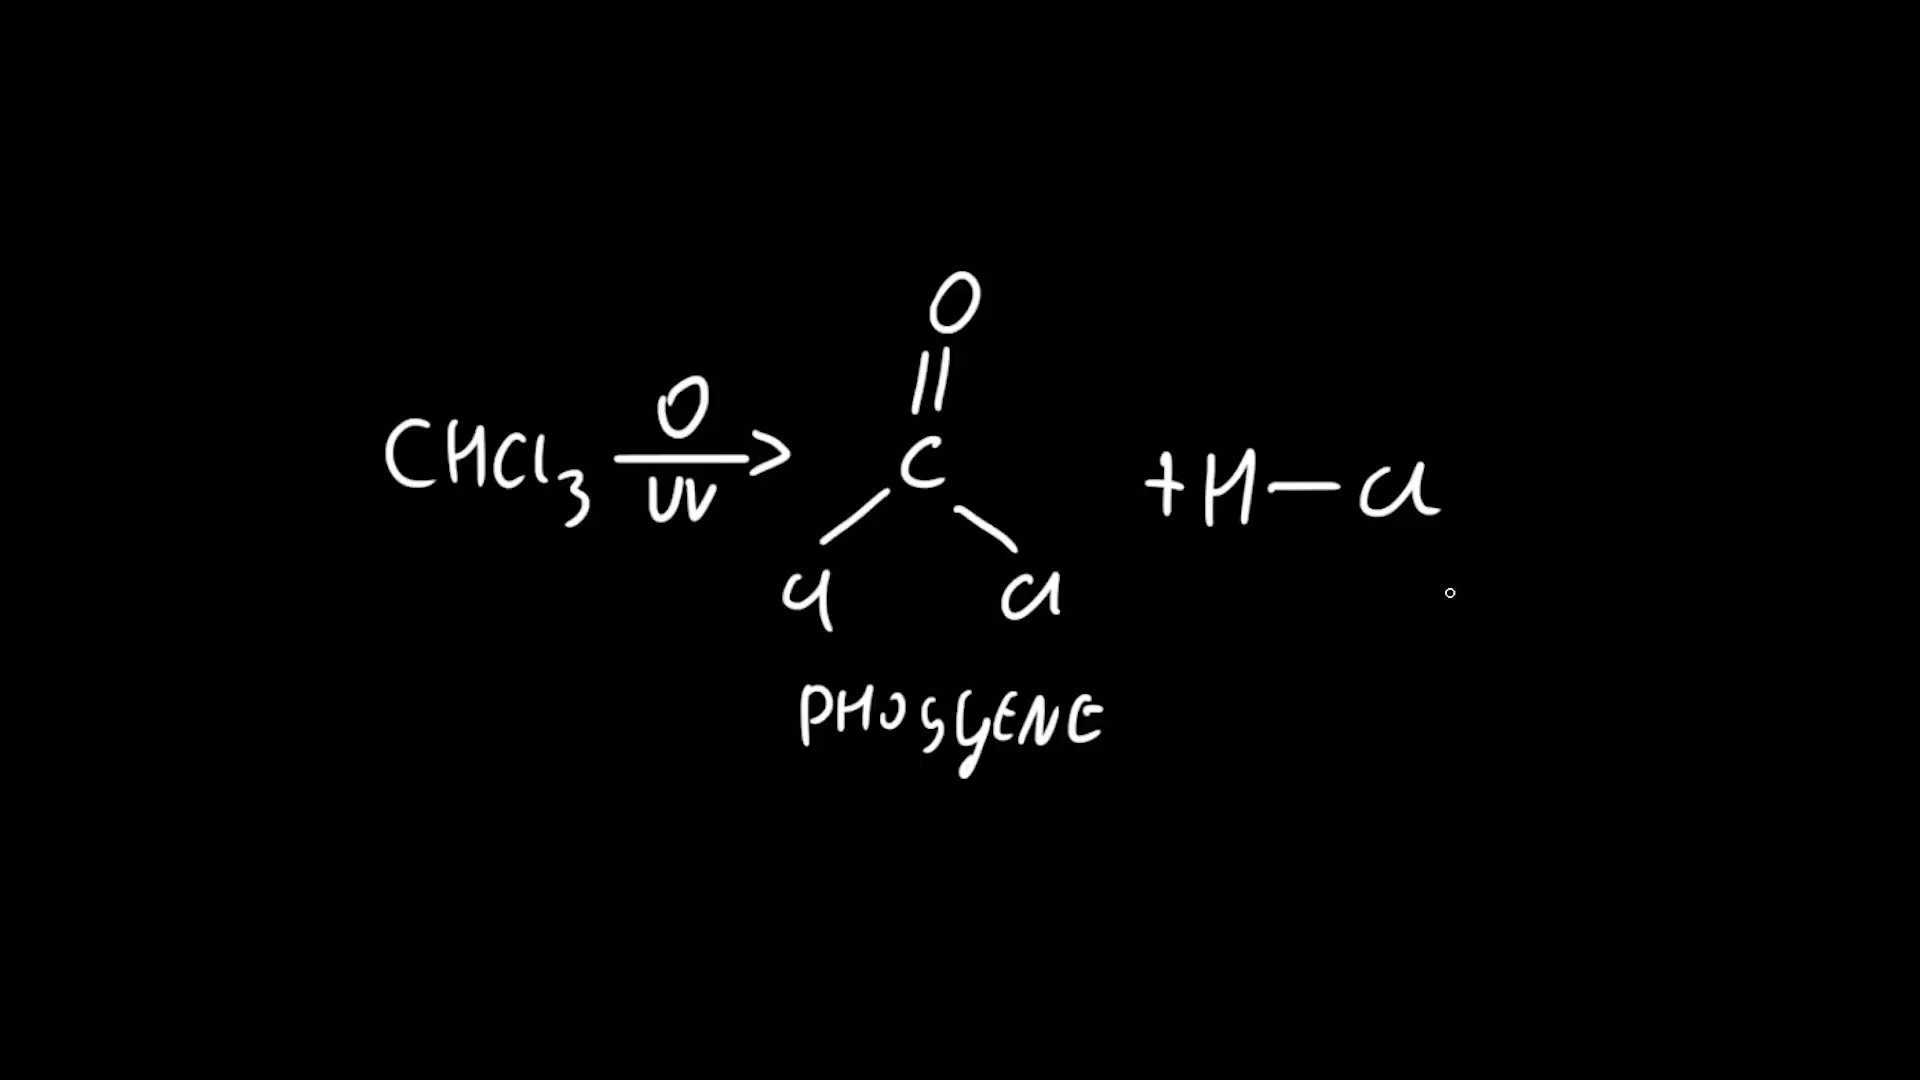 O
CHCl₃ O UV > C + H — Cl
Cl Cl
PHOSGENE